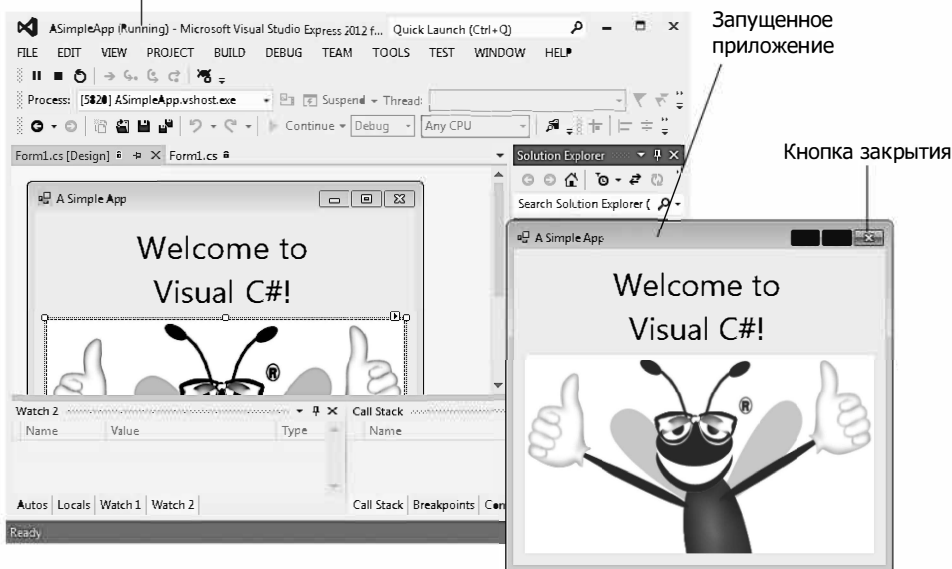 Запущенное
приложение
Кнопка закрытия
ASimpleApp (Running) - Microsoft Visual Studio Express 2012 f... Quick Launch (Ctrl+Q)
FILE EDIT VIEW PROJECT BUILD DEBUG TEAM TOOLS TEST WINDOW HELP
Process: [5820] ASimpleApp.vshost.exe Suspend Thread:
Continue Debug Any CPU
Form1.cs [Design] Form1.cs
Solution Explorer
Search Solution Explorer (
A Simple App
Welcome to
Visual C#!
®
A Simple App
Welcome to
Visual C#!
®
Watch 2
Name Value Type
Autos Locals Watch 1 Watch 2
Call Stack
Name
Call Stack Breakpoints Com
Ready